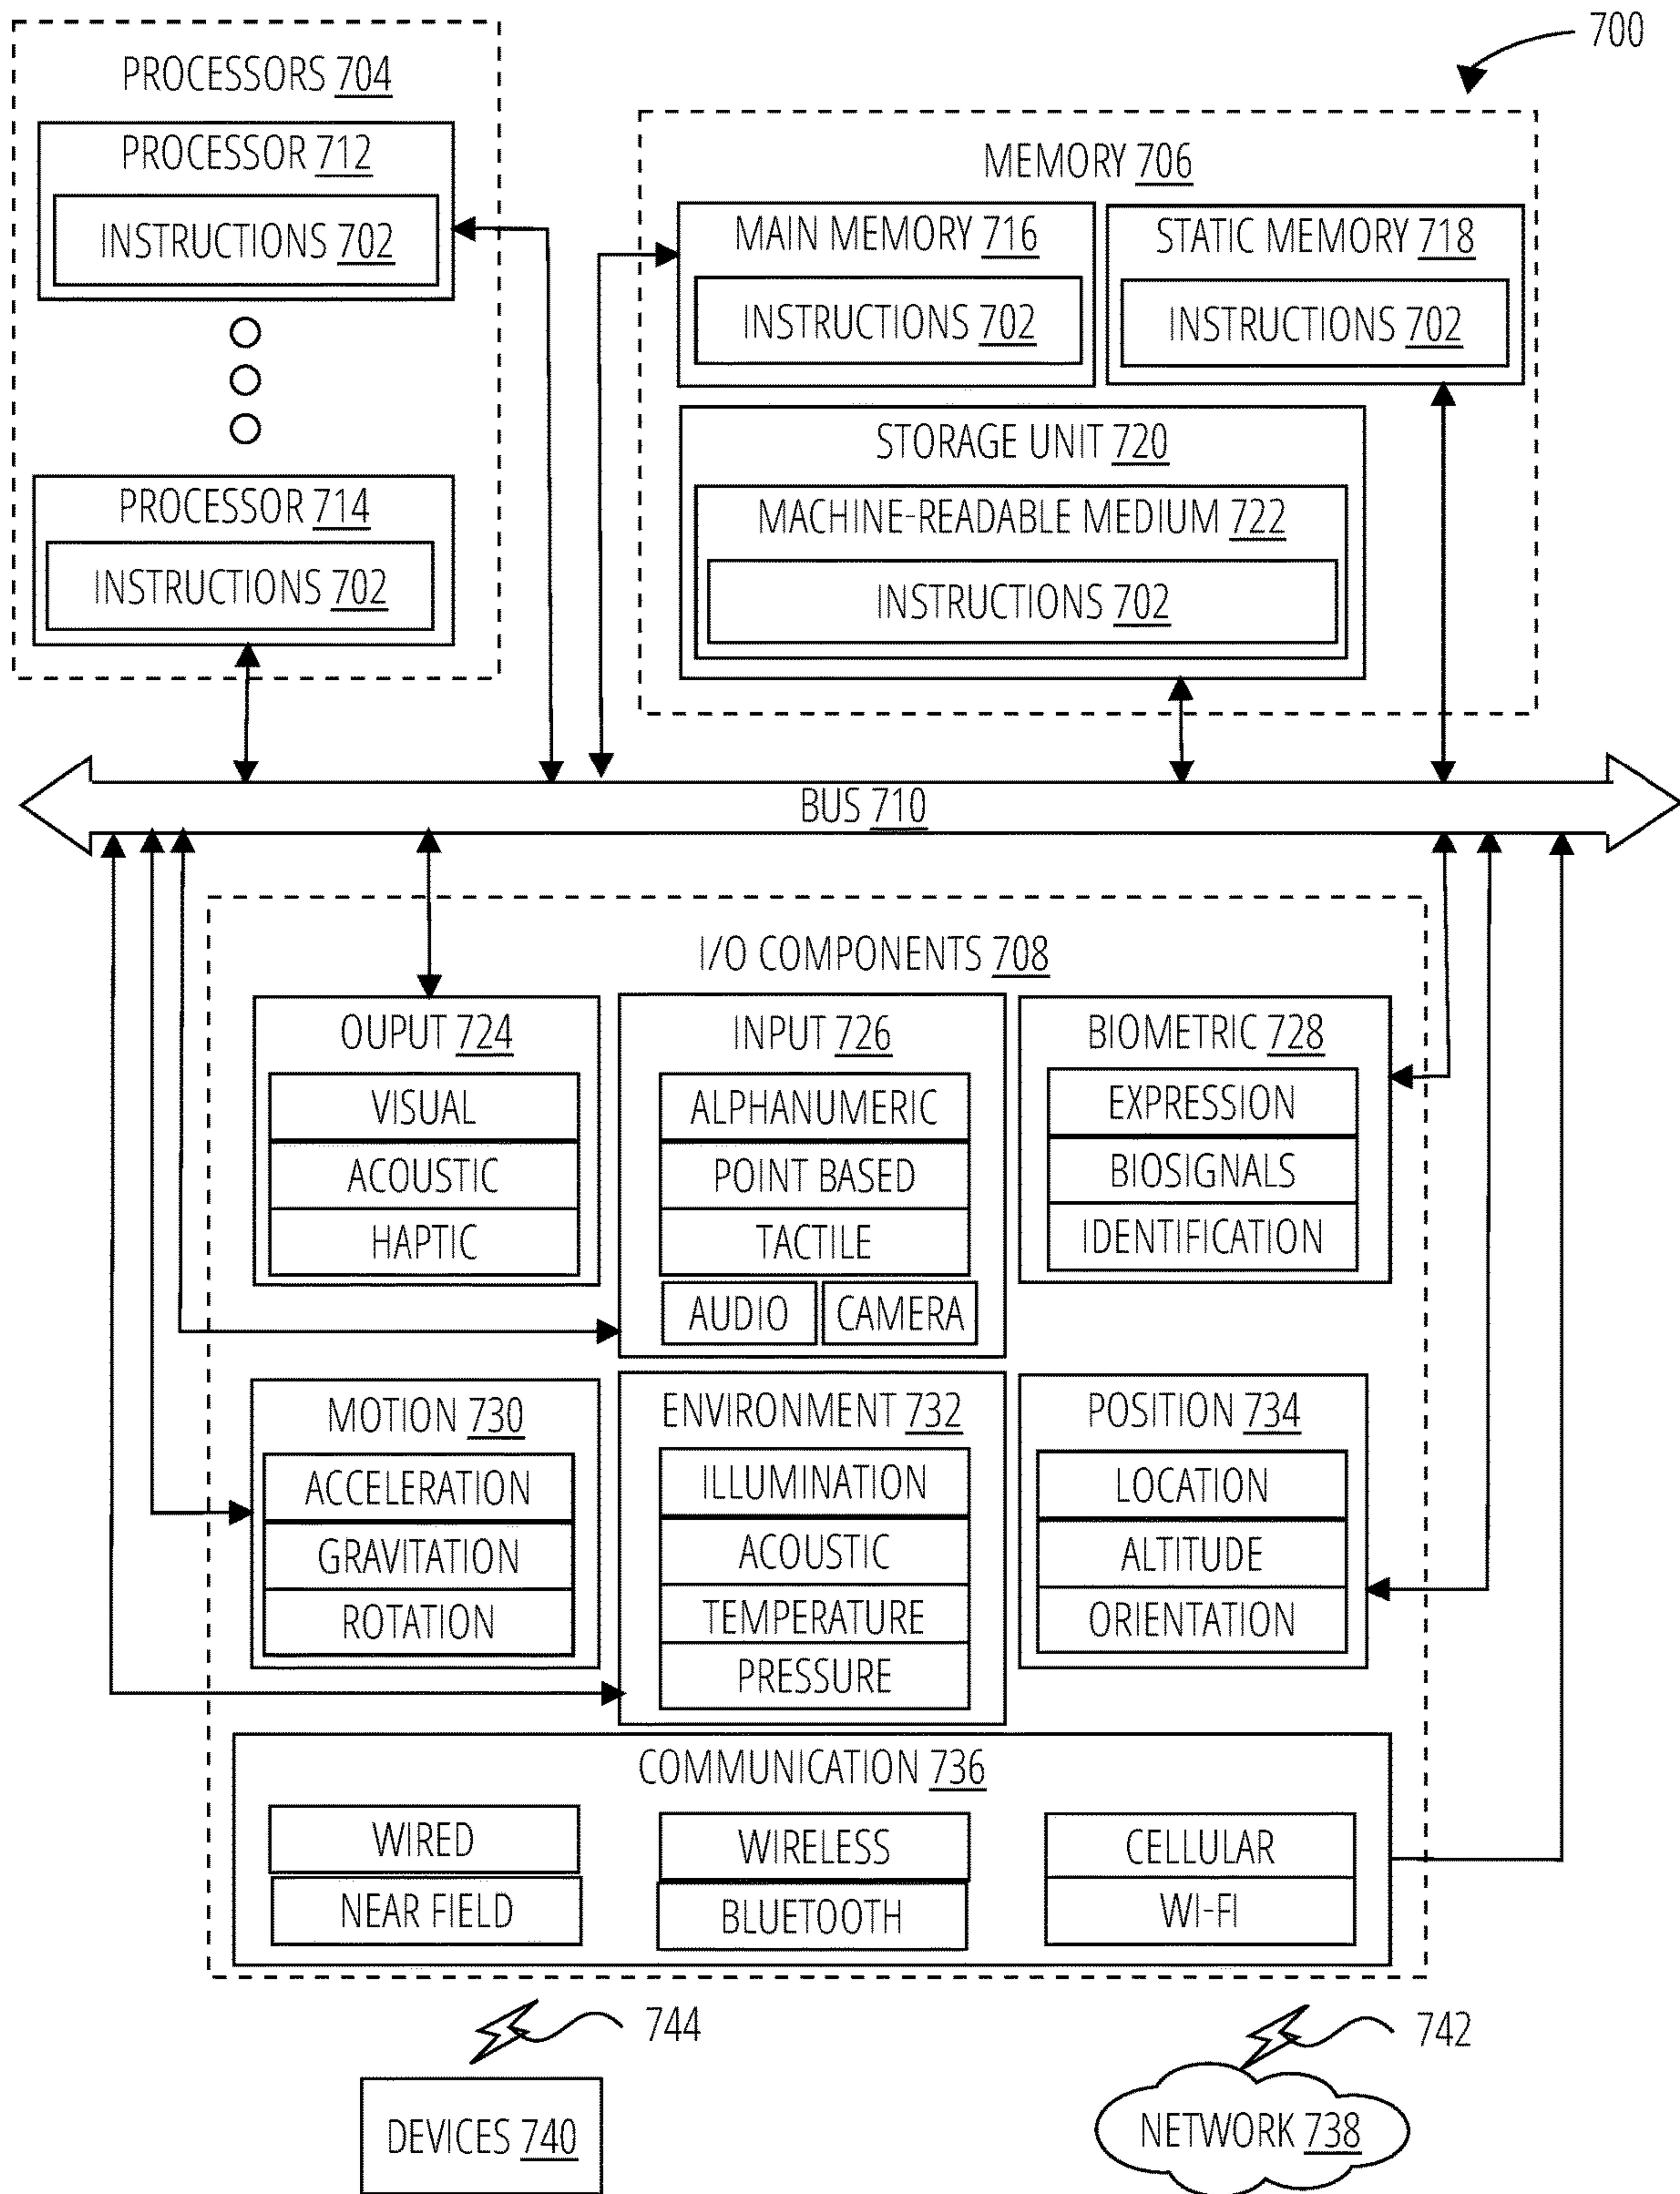 700
PROCESSORS 704
PROCESSOR 712
INSTRUCTIONS 702
PROCESSOR 714
INSTRUCTIONS 702
MEMORY 706
MAIN MEMORY 716
INSTRUCTIONS 702
STATIC MEMORY 718
INSTRUCTIONS 702
STORAGE UNIT 720
MACHINE-READABLE MEDIUM 722
INSTRUCTIONS 702
BUS 710
I/O COMPONENTS 708
OUPUT 724
VISUAL
ACOUSTIC
HAPTIC
INPUT 726
ALPHANUMERIC
POINT BASED
TACTILE
AUDIO
CAMERA
BIOMETRIC 728
EXPRESSION
BIOSIGNALS
IDENTIFICATION
MOTION 730
ACCELERATION
GRAVITATION
ROTATION
ENVIRONMENT 732
ILLUMINATION
ACOUSTIC
TEMPERATURE
PRESSURE
POSITION 734
LOCATION
ALTITUDE
ORIENTATION
COMMUNICATION 736
WIRED
NEAR FIELD
WIRELESS
BLUETOOTH
CELLULAR
WI-FI
744
742
DEVICES 740
NETWORK 738